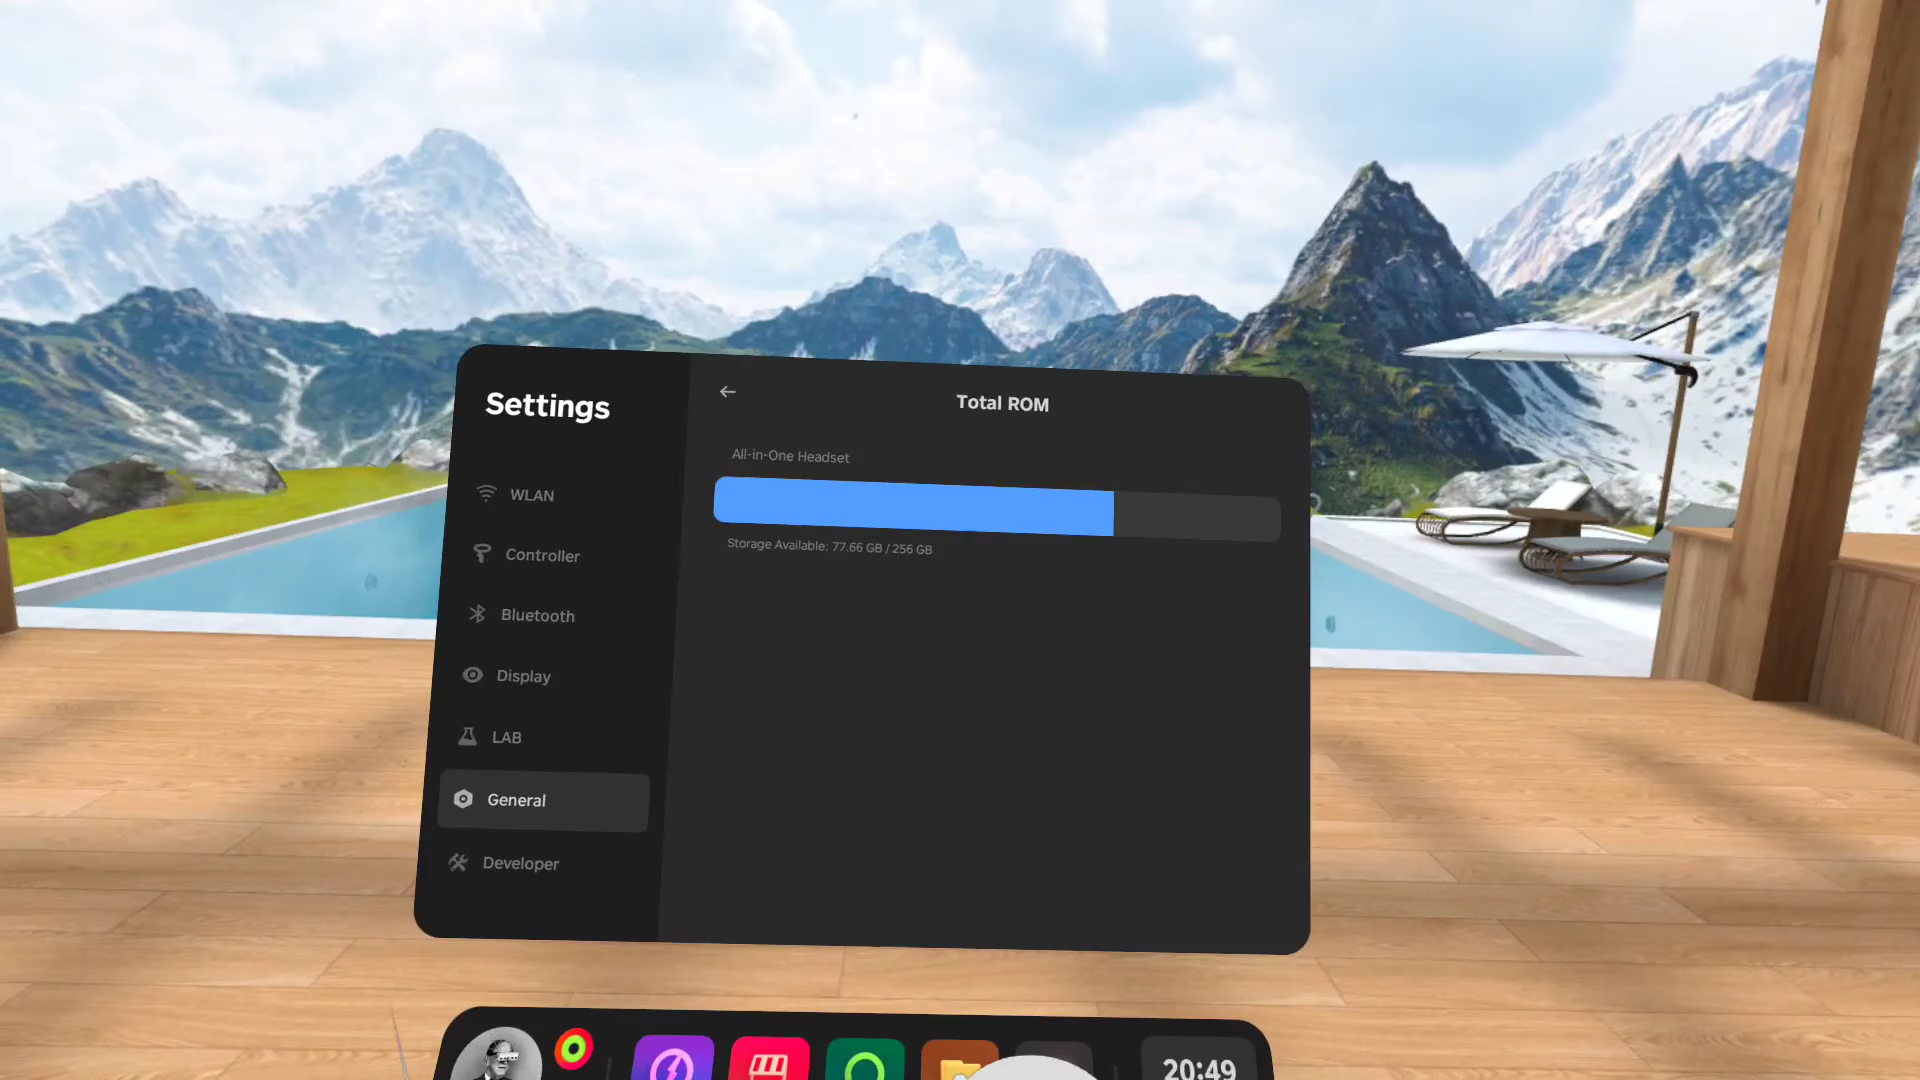 Settings
WLAN
Controller
Bluetooth
Display
LAB
General
Developer
Total ROM
All-in-One Headset
Storage Available: 77.66 GB / 256 GB
20:49